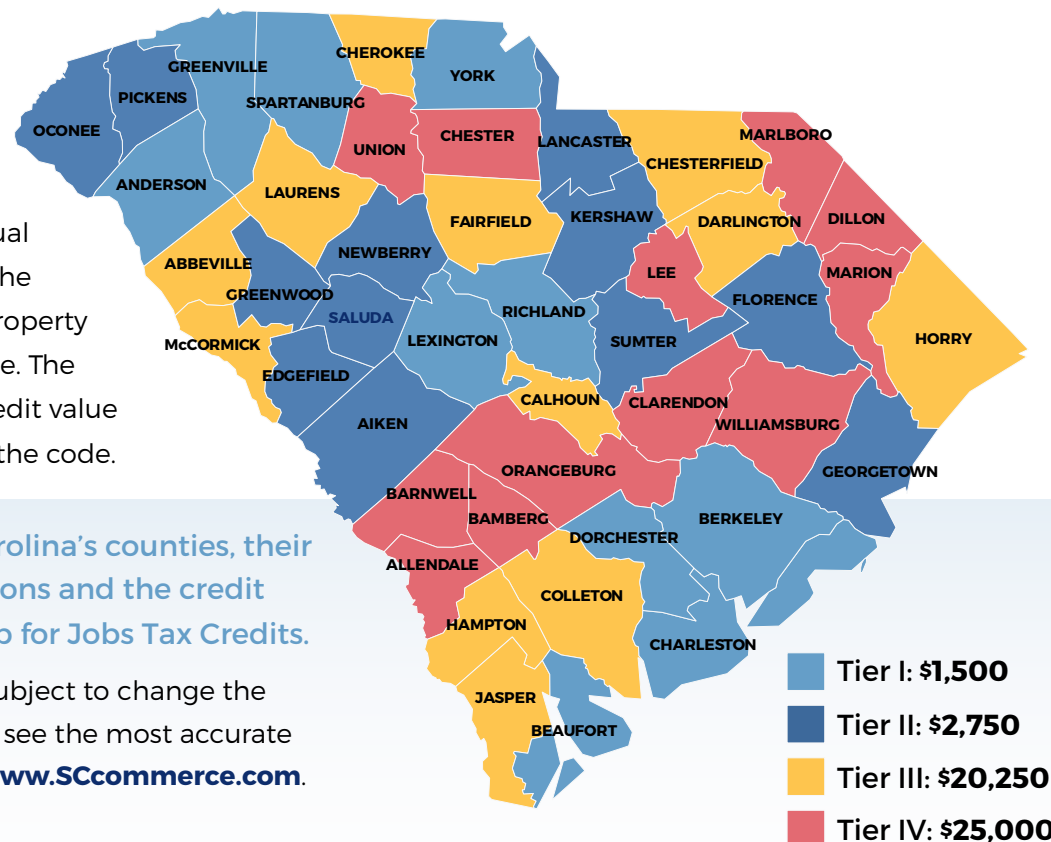 CHEROKEE
GREENVILLE
YORK
PICKENS
SPARTANBURG
OCONEE
CHESTER
MARLBORO
LANCASTER
UNION
CHESTERFIELD
ANDERSON
LAURENS
KERSHAW
DILLON
FAIRFIELD
DARLINGTON
NEWBERRY
ABBEVILLE
LEE
MARION
GREENWOOD
FLORENCE
SALUDA
RICHLAND
LEXINGTON
SUMTER
HORRY
McCORMICK
EDGEFIELD
CALHOUN
CLARENDON
AIKEN
WILLIAMSBURG
ORANGEBURG
GEORGETOWN
BARNWELL
BAMBERG
BERKELEY
DORCHESTER
ALLENDALE
COLLETON
HAMPTON
CHARLESTON
JASPER
BEAUFORT
ual
he
roperty
e. The
edit value
the code.
rolina's counties, their
ons and the credit
p for Jobs Tax Credits.
ubject to change the
see the most accurate
ww.SCcommerce.com.
Tier I: $1,500
Tier II: $2,750
Tier III: $20,250
Tier IV: $25,000